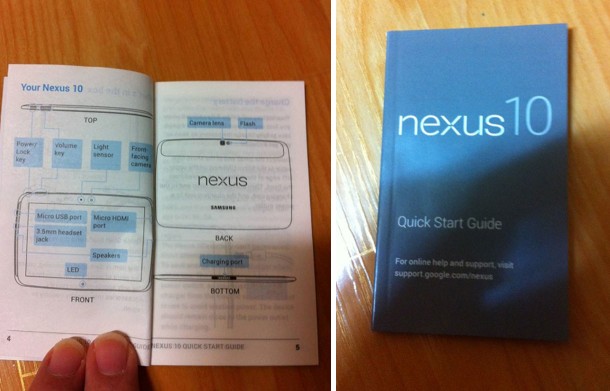 Your Nexus 10
TOP
Power
Lock
key
Volume
key
Light
sensor
Front
facing
camera
Micro USB port
Micro HDMI
port
3.5mm headset
jack
Speakers
LED
FRONT
4
Camera lens
Flash
nexus
SAMSUNG
BACK
Charging port
BOTTOM
NEXUS 10 QUICK START GUIDE
5
nexus 10
Quick Start Guide
For online help and support, visit
support.google.com/nexus